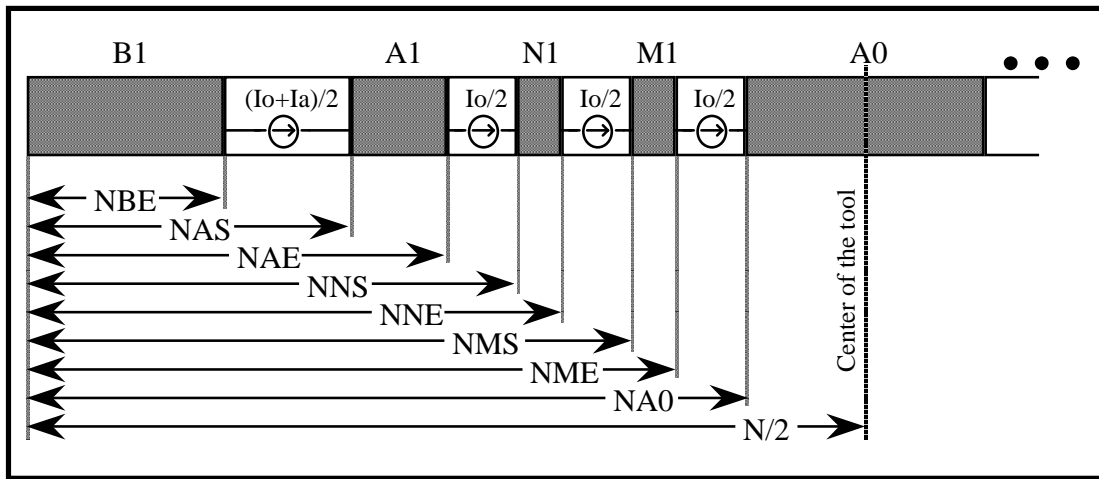 B1 A1 N1 M1 A0
(Io+Ia)/2 Io/2 Io/2 Io/2
NBE
NAS
NAE
NNS
NNE
NMS
NME
NA0
N/2
Center of the tool